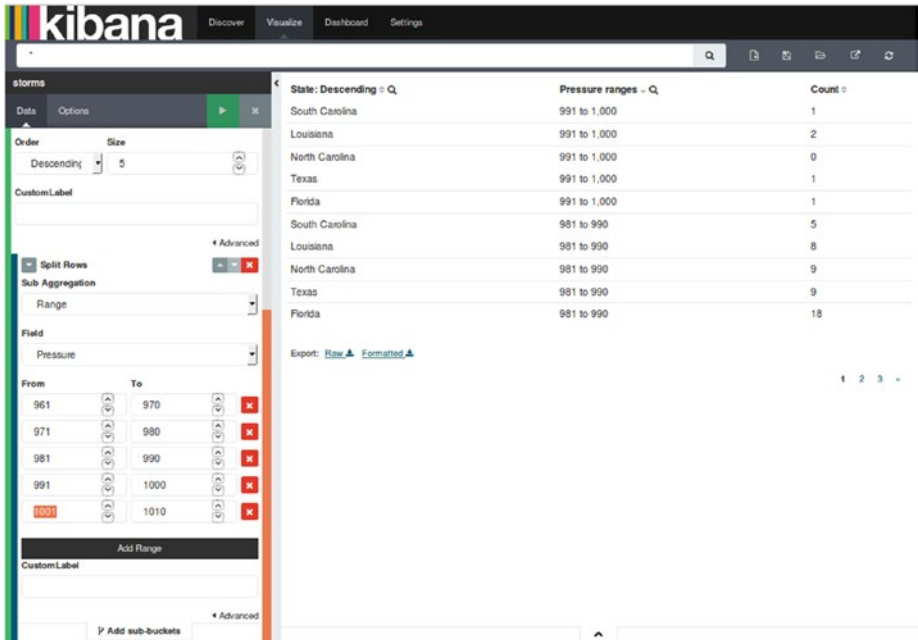 kibana
Discover Visualize Dashboard Settings
*
storms
Data Options
Order Size
Descending 5
CustomLabel
Advanced
Split Rows
Sub Aggregation
Range
Field
Pressure
From To
961 970
971 980
981 990
991 1000
1001 1010
Add Range
CustomLabel
Advanced
Add sub-buckets
State: Descending Pressure ranges Count
South Carolina 991 to 1,000 1
Louisiana 991 to 1,000 2
North Carolina 991 to 1,000 0
Texas 991 to 1,000 1
Florida 991 to 1,000 1
South Carolina 981 to 990 5
Louisiana 981 to 990 8
North Carolina 981 to 990 9
Texas 981 to 990 9
Florida 981 to 990 18
Export: Raw Formatted
1 2 3 »